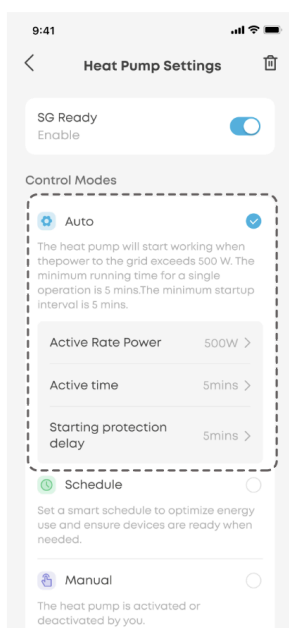 9:41
Heat Pump Settings
SG Ready
Enable
Control Modes
Auto
The heat pump will start working when
thepower to the grid exceeds 500 W. The
minimum running time for a single
operation is 5 mins.The minimum startup
interval is 5 mins.
Active Rate Power 500W >
Active time 5mins >
Starting protection
delay 5mins >
Schedule
Set a smart schedule to optimize energy
use and ensure devices are ready when
needed.
Manual
The heat pump is activated or
deactivated by you.